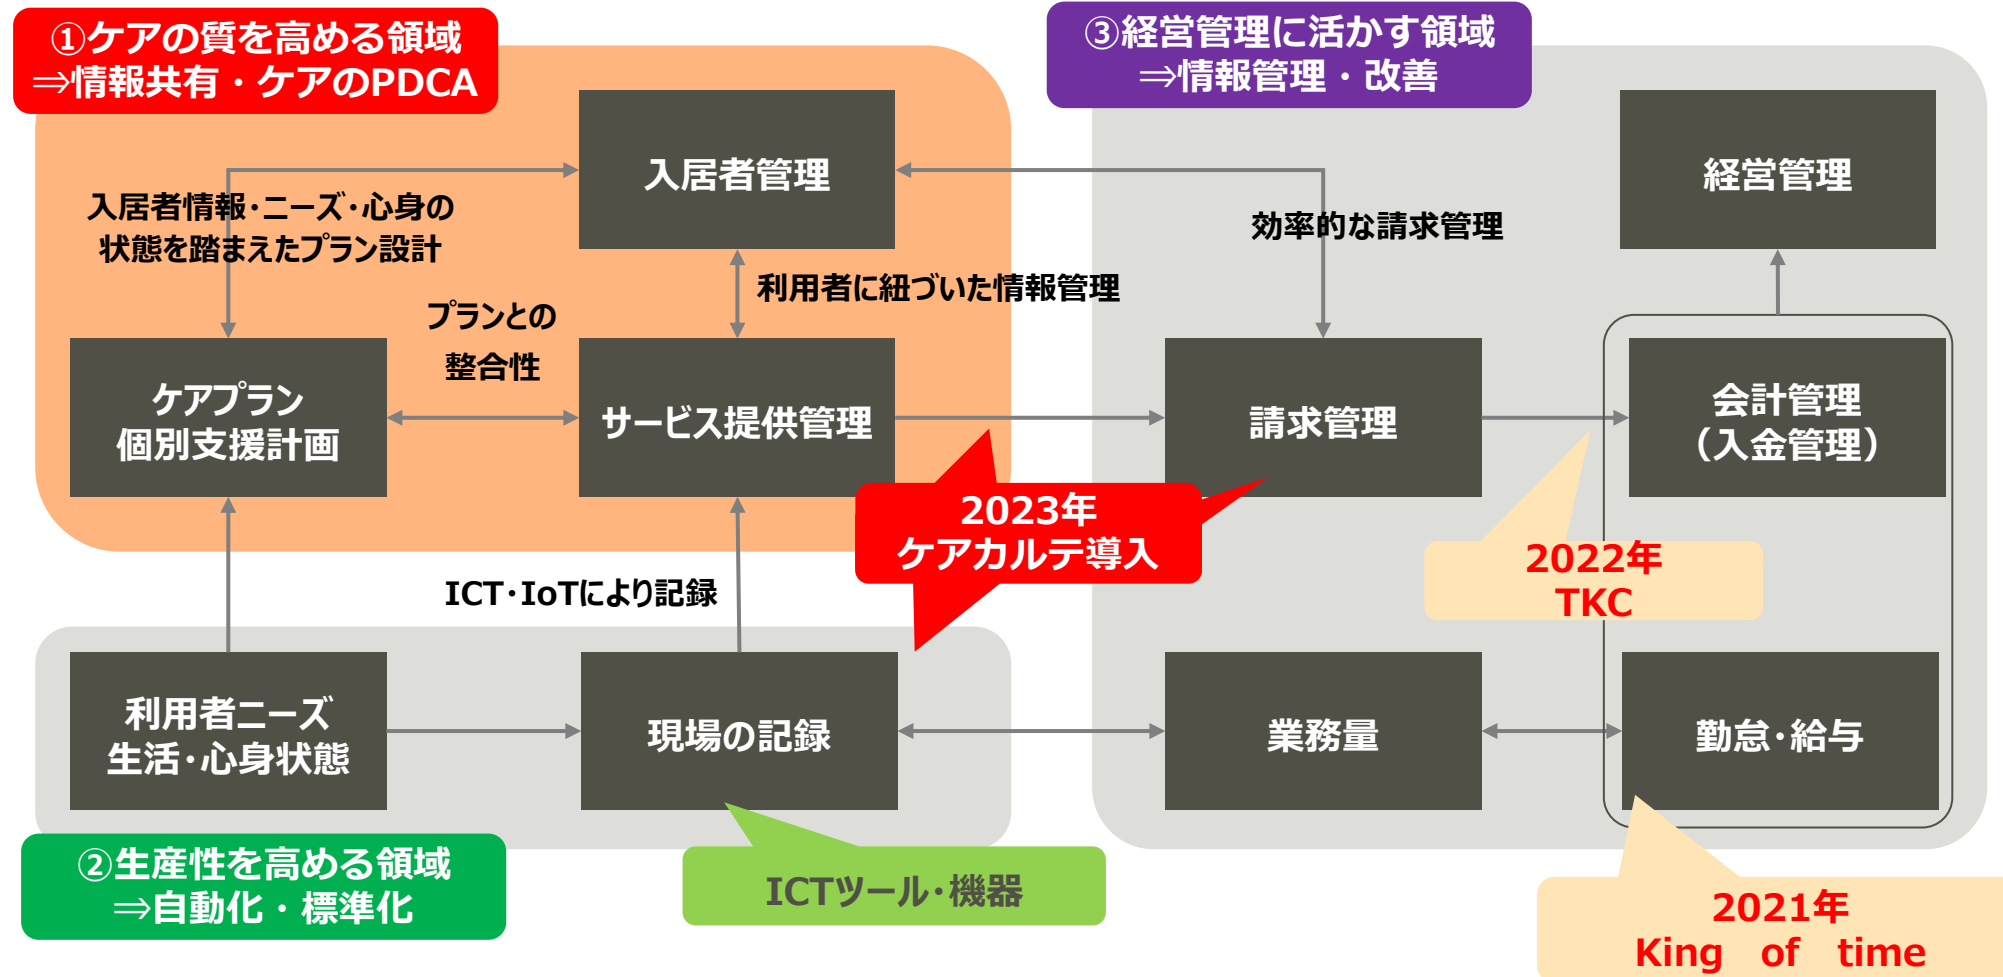 ①ケアの質を高める領域
⇒情報共有・ケアのPDCA
③経営管理に活かす領域
⇒情報管理・改善
入居者管理
経営管理
入居者情報・ニーズ・心身の
状態を踏まえたプラン設計
効率的な請求管理
利用者に紐づいた情報管理
プランとの
整合性
ケアプラン
個別支援計画
サービス提供管理
請求管理
会計管理
（入金管理）
2023年
ケアカルテ導入
2022年
TKC
ICT・IoTにより記録
利用者ニーズ
生活・心身状態
現場の記録
業務量
勤怠・給与
②生産性を高める領域
⇒自動化・標準化
ICTツール・機器
2021年
King　of　time